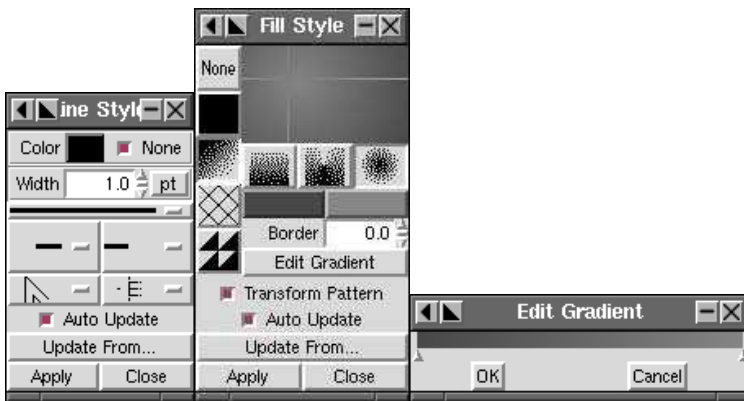 ine Style
Color None
Width 1.0 pt
Auto Update
Update From...
Apply Close
Fill Style
None
Border 0.0
Edit Gradient
Transform Pattern
Auto Update
Update From...
Apply Close
Edit Gradient
OK Cancel